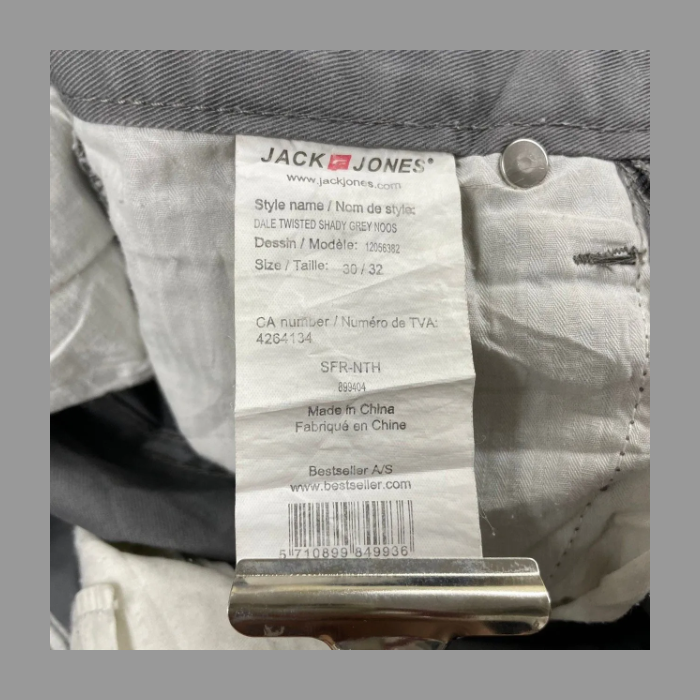 JACK JONES®
www.jackjones.com
Style name / Nom de style:
DALE TWISTED SHADY GREY NOOS
Dessin / Modèle: 12056382
Size / Taille: 30 / 32
CA number / Numéro de TVA:
4264134
SFR-NTH
899404
Made in China
Fabriqué en Chine
Bestseller A/S
www.bestseller.com
5 710899 849936